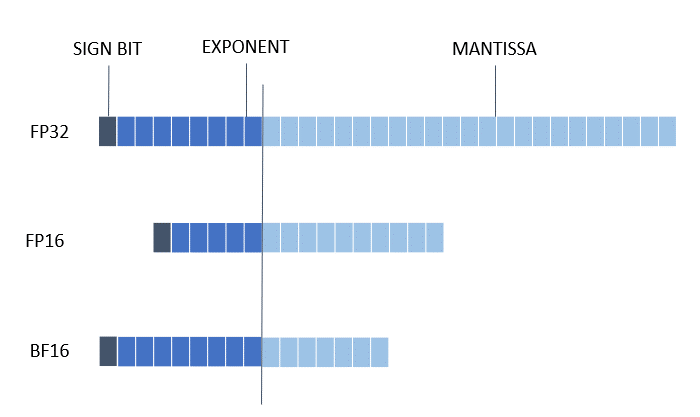 SIGN BIT
EXPONENT
MANTISSA
FP32
FP16
BF16